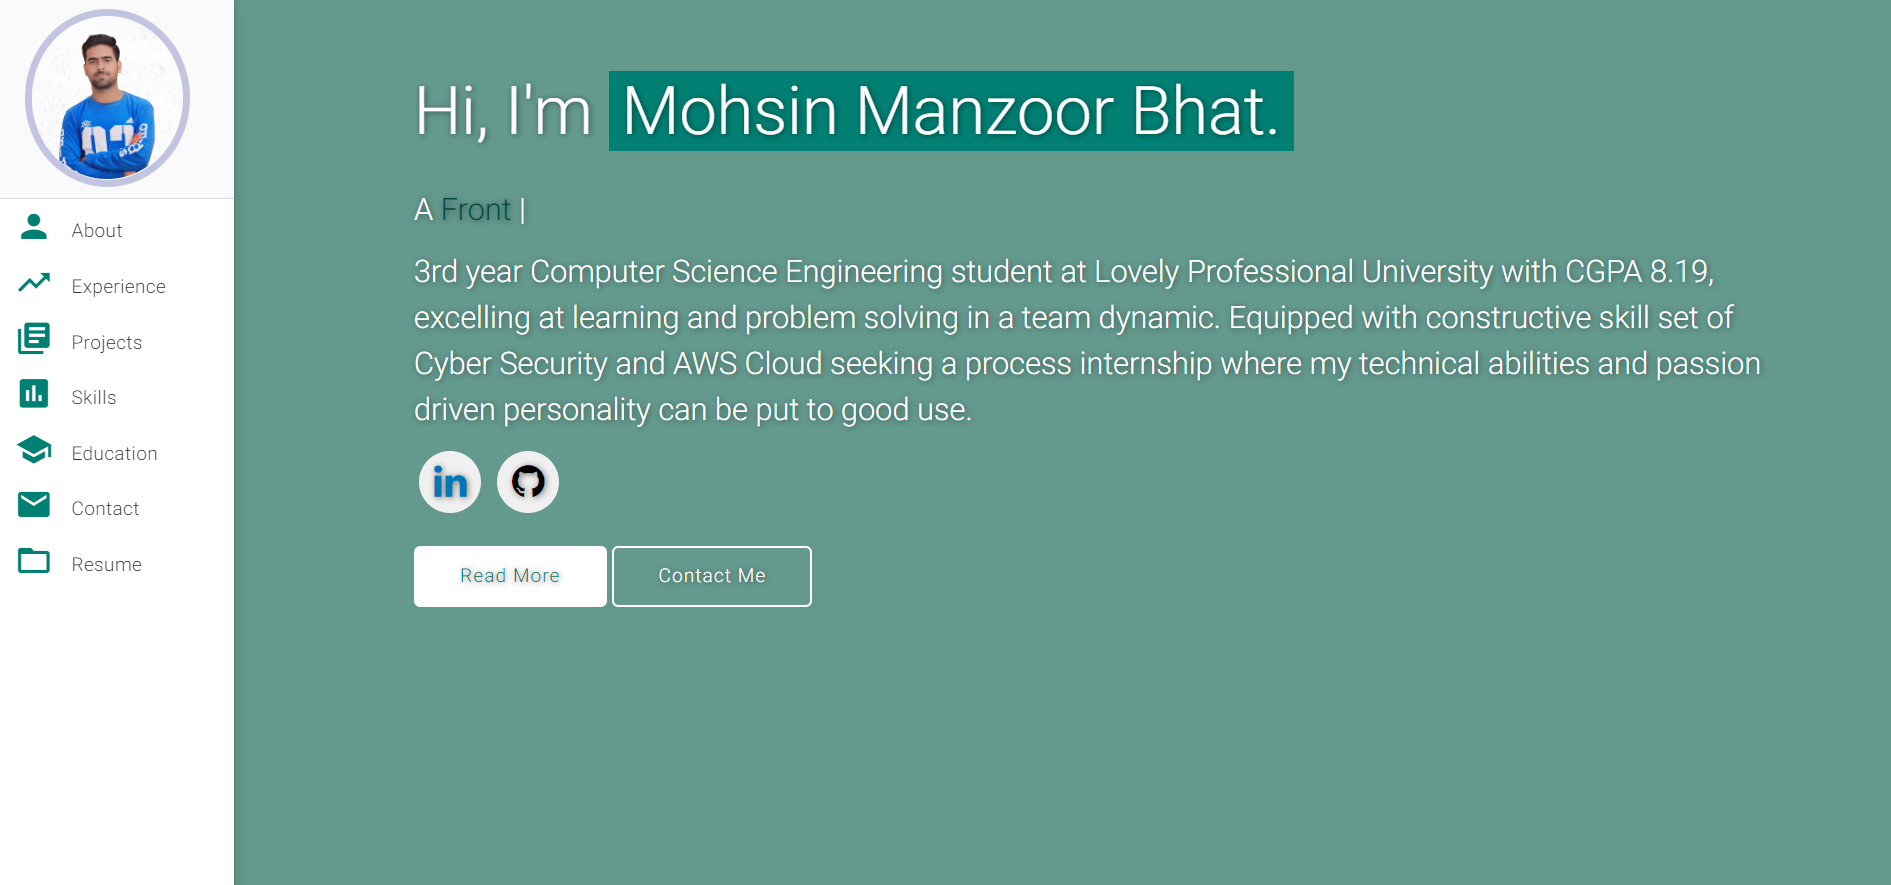 About
Experience
Projects
Skills
Education
Contact
Resume
Hi, I'm Mohsin Manzoor Bhat.
A Front |
3rd year Computer Science Engineering student at Lovely Professional University with CGPA 8.19,
excelling at learning and problem solving in a team dynamic. Equipped with constructive skill set of
Cyber Security and AWS Cloud seeking a process internship where my technical abilities and passion
driven personality can be put to good use.
in
Read More
Contact Me